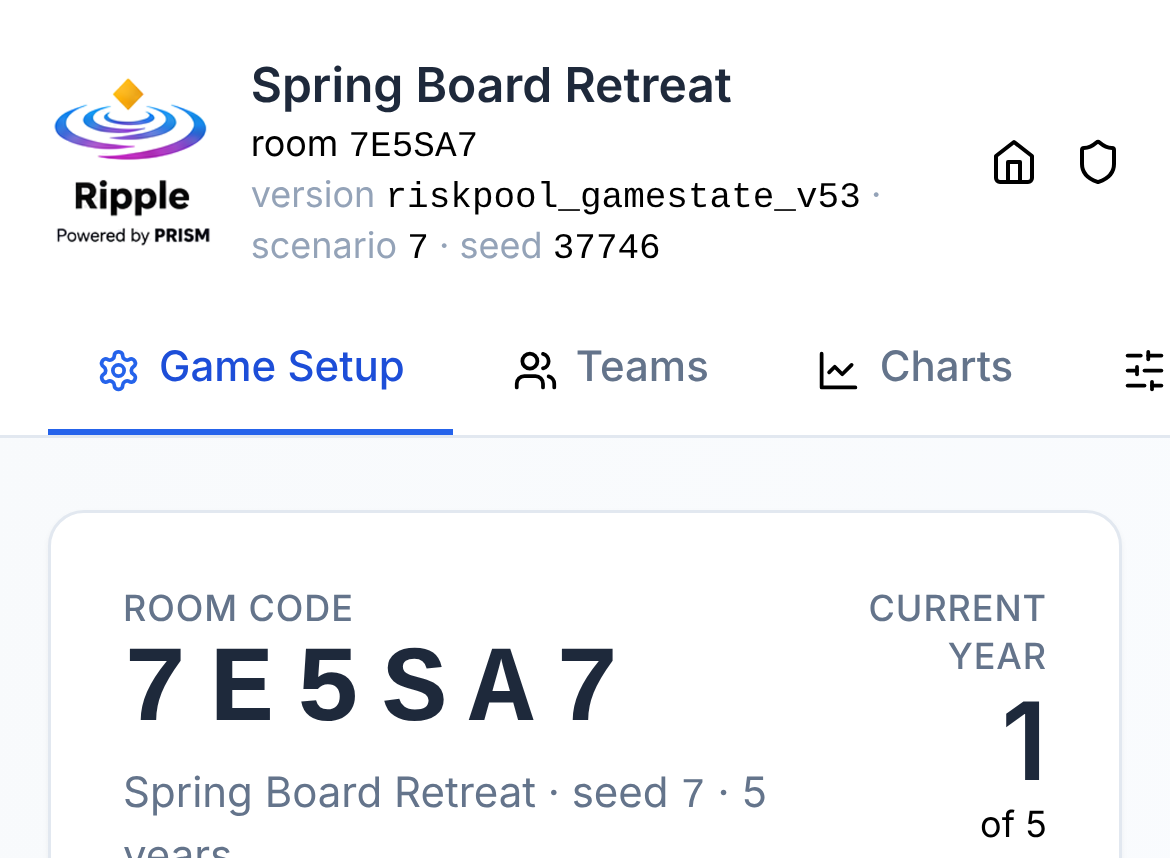 Ripple
Powered by PRISM
Spring Board Retreat
room 7E5SA7
version riskpool_gamestate_v53 ·
scenario 7 · seed 37746
Game Setup
Teams
Charts
ROOM CODE
7E5SA7
Spring Board Retreat · seed 7 · 5
years
CURRENT
YEAR
1
of 5